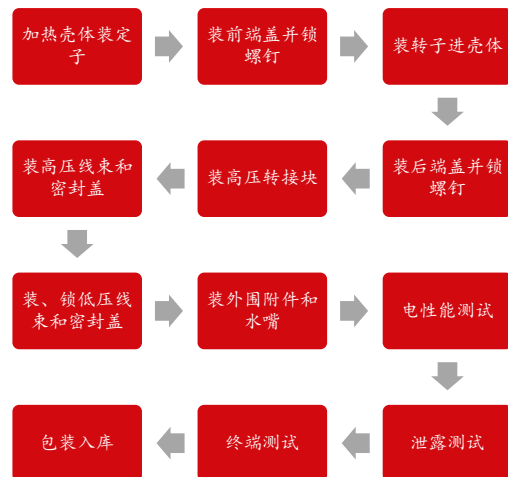 加热壳体装定
子
装前端盖并锁
螺钉
装转子进壳体
装后端盖并锁
螺钉
装高压转接块
装高压线束和
密封盖
装、锁低压线
束和密封盖
装外围附件和
水嘴
电性能测试
泄露测试
终端测试
包装入库